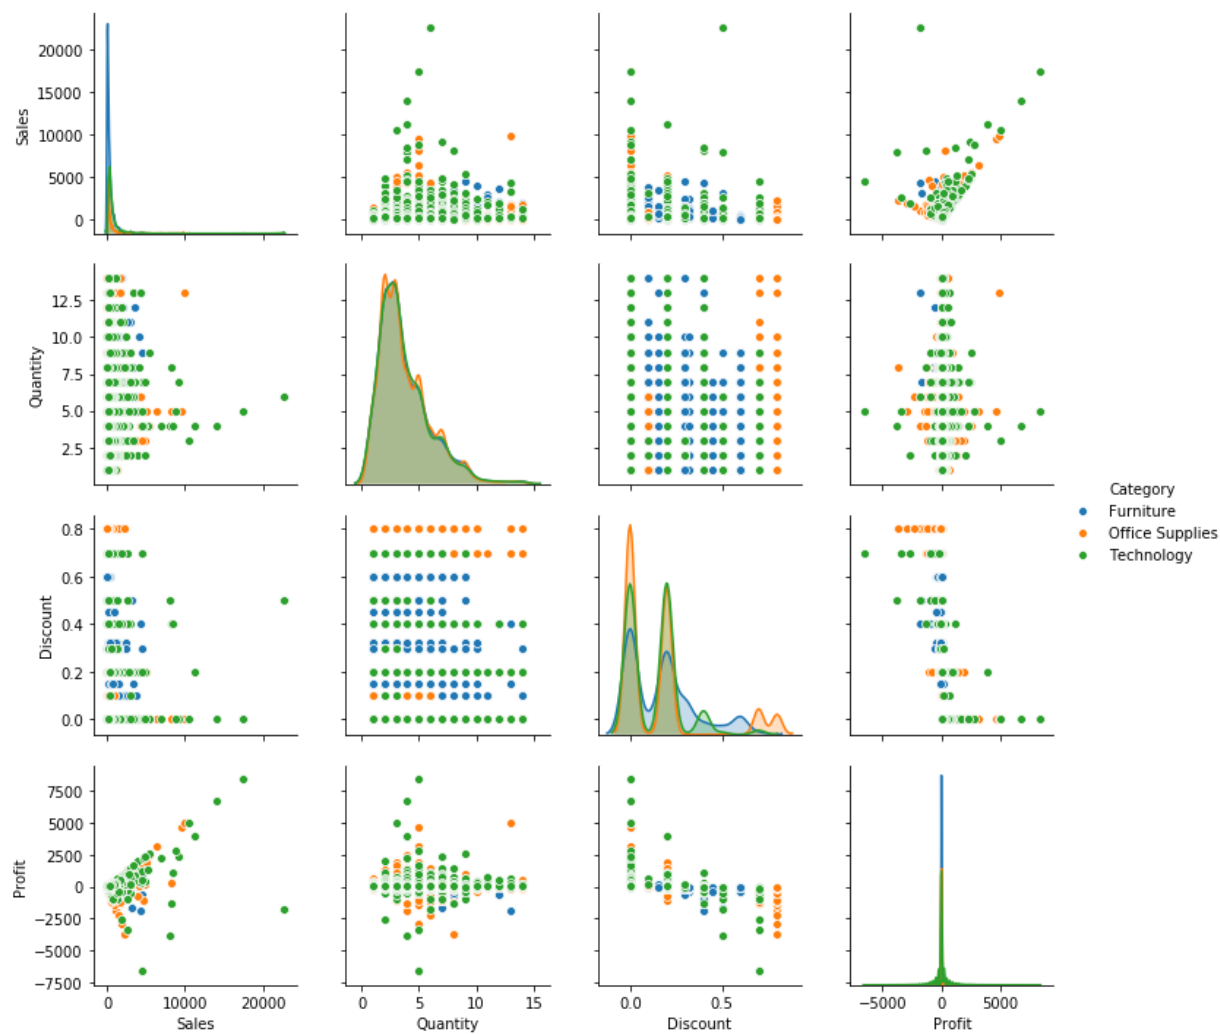 20000
15000
10000
5000
0
Sales
12.5
10.0
7.5
5.0
2.5
Quantity
Category
Furniture
Office Supplies
Technology
0.8
0.6
0.4
0.2
0.0
Discount
7500
5000
2500
0
−2500
−5000
−7500
Profit
0 10000 20000
0 5 10 15
0.0 0.5
−5000 0 5000
Sales Quantity Discount Profit